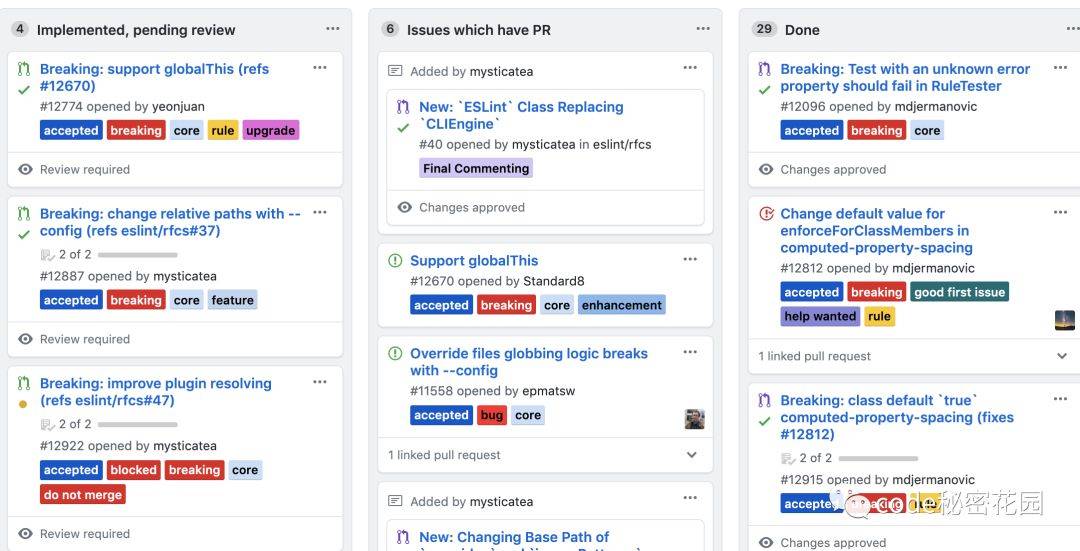 4 Implemented, pending review ...
Breaking: support globalThis (refs ...
#12670)
#12774 opened by yeonjuan
accepted breaking core rule upgrade
Review required
Breaking: change relative paths with -- ...
config (refs eslint/rfcs#37)
2 of 2
#12887 opened by mysticatea
accepted breaking core feature
Review required
Breaking: improve plugin resolving ...
(refs eslint/rfcs#47)
2 of 2
#12922 opened by mysticatea
accepted blocked breaking core
do not merge
Review required
6 Issues which have PR ...
Added by mysticatea ...
New: `ESLint` Class Replacing
`CLIEngine`
#40 opened by mysticatea in eslint/rfcs
Final Commenting
Changes approved
Support globalThis ...
#12670 opened by Standard8
accepted breaking core enhancement
Override files globbing logic breaks ...
with --config
#11558 opened by epmatsw
accepted bug core
1 linked pull request
Added by mysticatea ...
New: Changing Base Path of
29 Done ...
Breaking: Test with an unknown error ...
property should fail in RuleTester
#12096 opened by mdjermanovic
accepted breaking core
Changes approved
Change default value for ...
enforceForClassMembers in
computed-property-spacing
#12812 opened by mdjermanovic
accepted breaking good first issue
help wanted rule
1 linked pull request
Breaking: class default `true` ...
computed-property-spacing (fixes
#12812)
2 of 2
#12915 opened by mdjermanovic
accepted breaking rule
code秘密花园
Changes approved